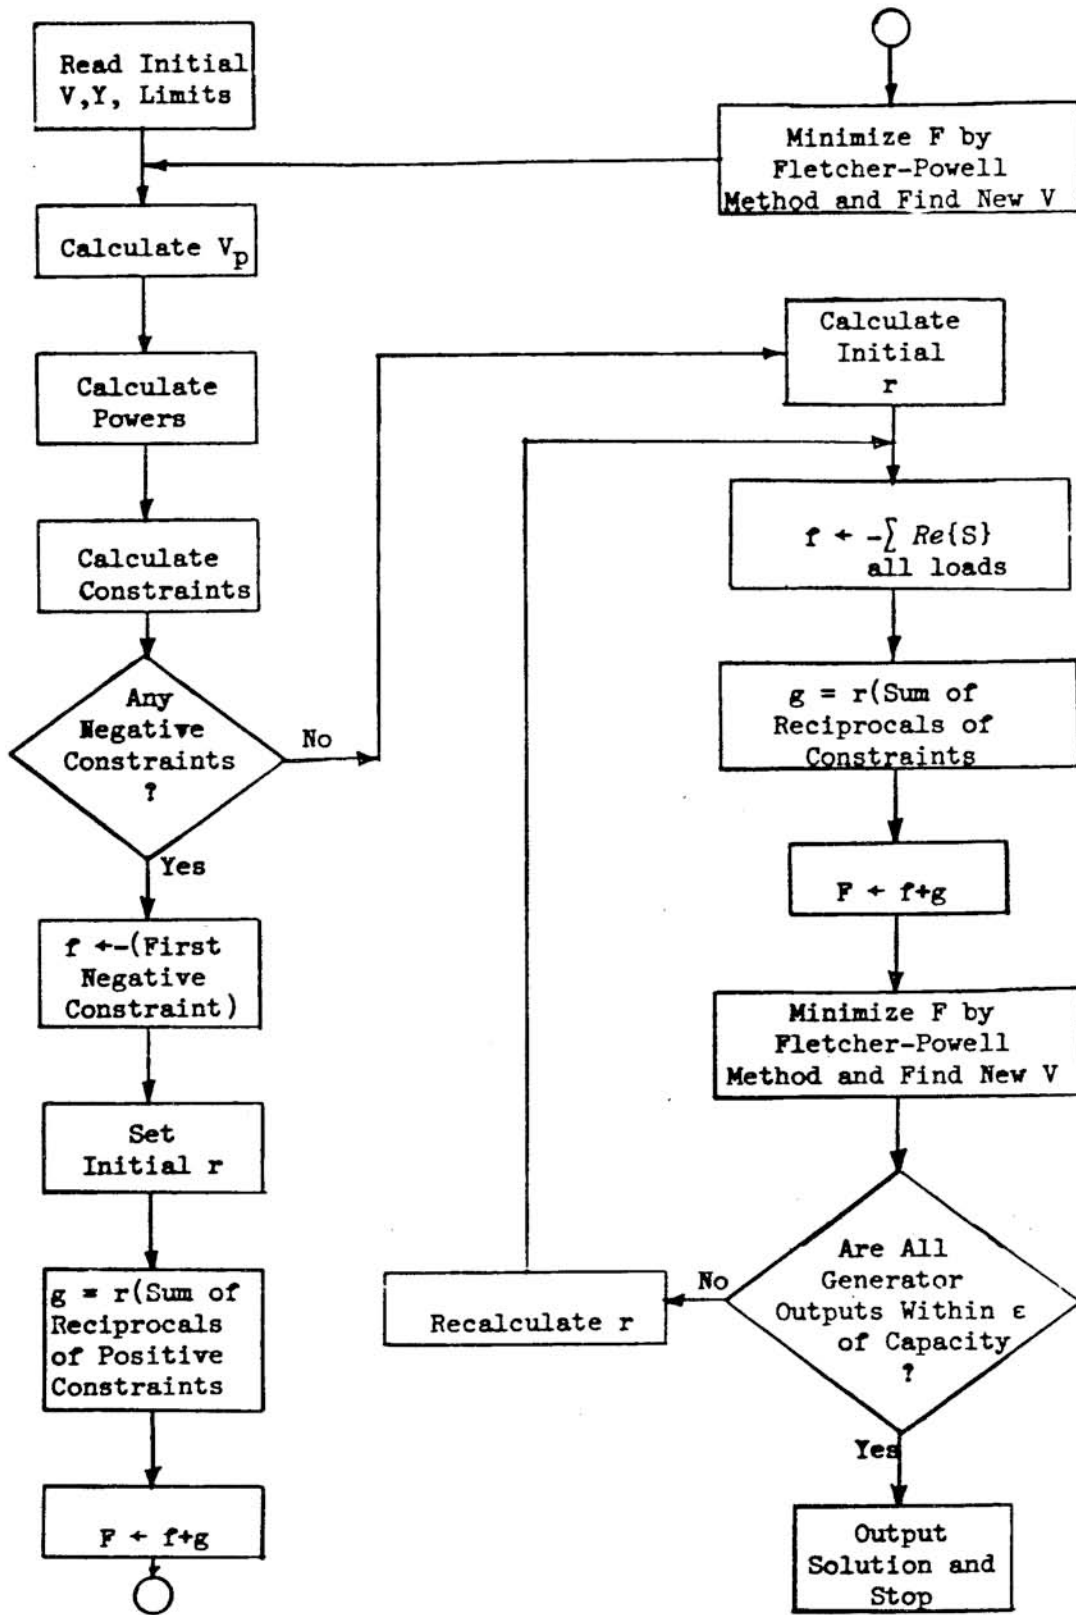 Read Initial
V,Y, Limits
Calculate Vp
Calculate
Powers
Calculate
Constraints
Any
Negative
Constraints
?
No
Yes
f ←-(First
Negative
Constraint)
Set
Initial r
g = r(Sum of
Reciprocals
of Positive
Constraints
F ← f+g
Minimize F by
Fletcher-Powell
Method and Find New V
Calculate
Initial
r
f ← -∑ Re{S}
all loads
g = r(Sum of
Reciprocals of
Constraints
F ← f+g
Minimize F by
Fletcher-Powell
Method and Find New V
Are All
Generator
Outputs Within ε
of Capacity
?
No
Recalculate r
Yes
Output
Solution and
Stop